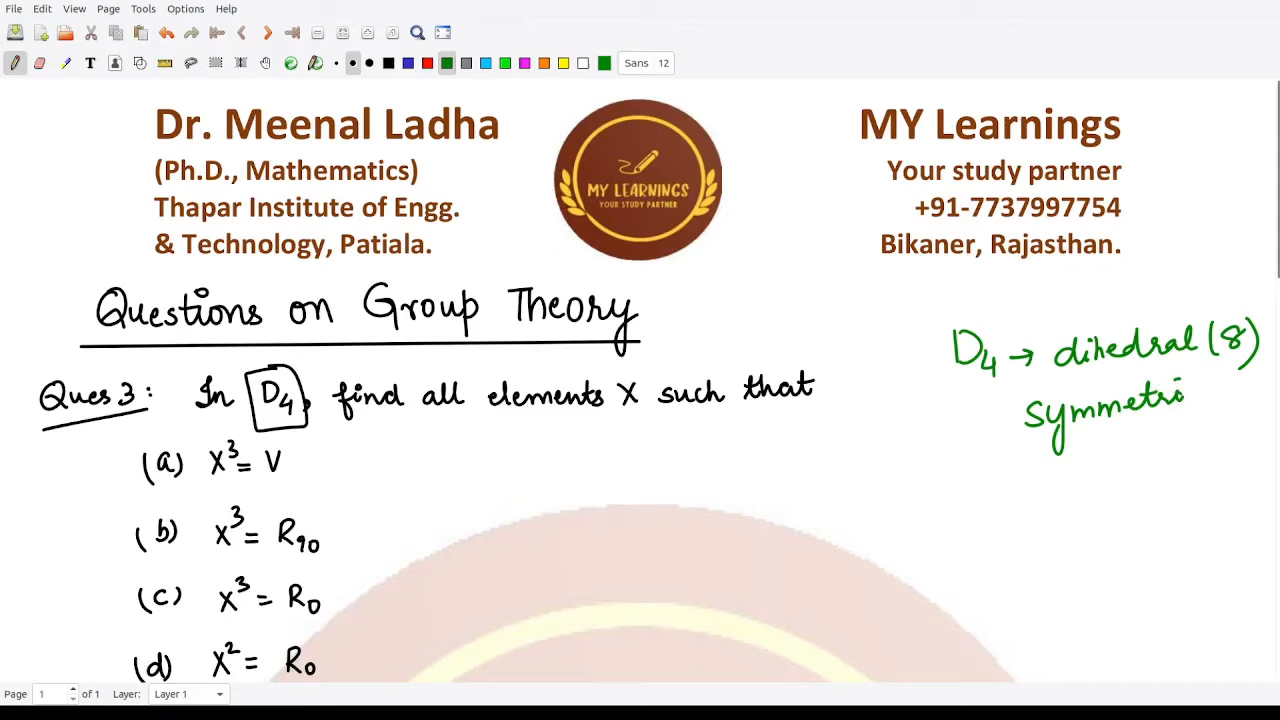 File Edit View Page Tools Options Help
T Sans 12
Dr. Meenal Ladha
(Ph.D., Mathematics)
Thapar Institute of Engg.
& Technology, Patiala.
MY LEARNINGS
YOUR STUDY PARTNER
MY Learnings
Your study partner
+91-7737997754
Bikaner, Rajasthan.
Questions on Group Theory
D₄ → dihedral (8)
symmetri
Ques 3: In D₄, find all elements X such that
(a) X³ = V
(b) X³ = R₉₀
(c) X³ = R₀
(d) X² = R₀
Page 1 of 1 Layer: Layer 1